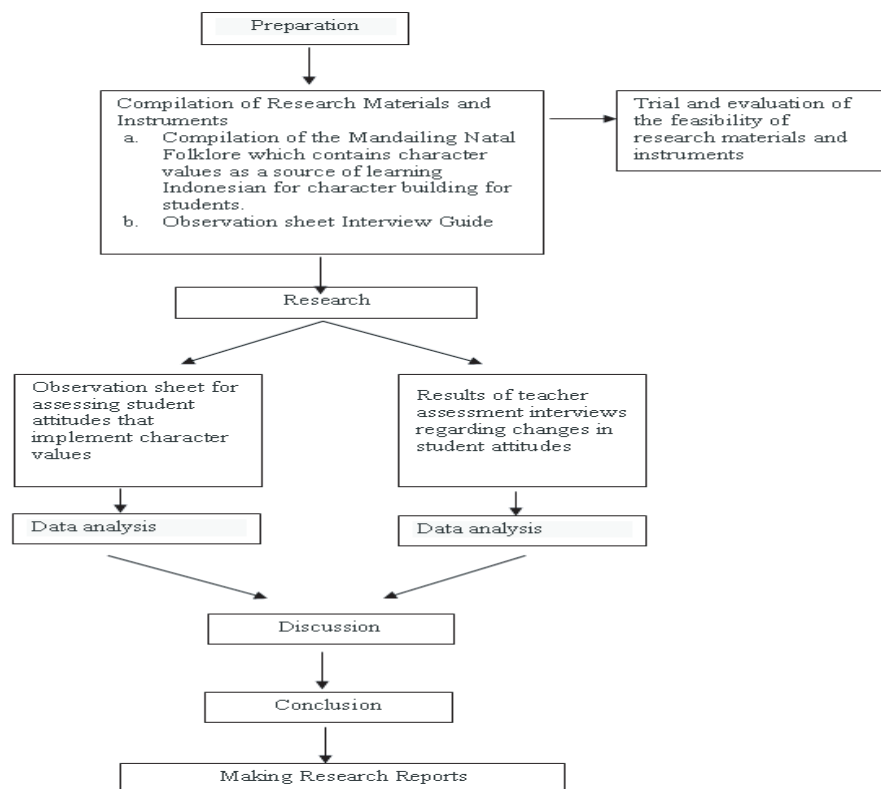 Preparation
Compilation of Research Materials and
Instruments
a. Compilation of the Mandailing Natal
Folklore which contains character
values as a source of learning
Indonesian for character building for
students.
b. Observation sheet Interview Guide
Trial and evaluation of
the feasibility of
research materials and
instruments
Research
Observation sheet for
assessing student
attitudes that
implement character
values
Results of teacher
assessment interviews
regarding changes in
student attitudes
Data analysis
Data analysis
Discussion
Conclusion
Making Research Reports